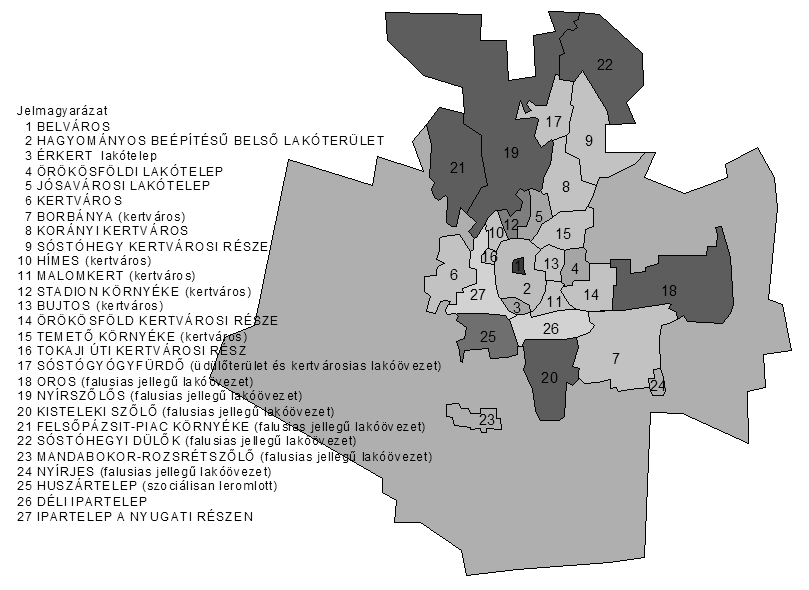 Jelmagyarázat
1 BELVÁROS
2 HAGYOMÁNYOS BEÉPÍTÉSŰ BELSŐ LAKÓTERÜLET
3 ÉRKERT lakótelep
4 ÖRÖKÖSFÖLDI LAKÓTELEP
5 JÓSAVÁROSI LAKÓTELEP
6 KERTVÁROS
7 BORBÁNYA (kertváros)
8 KORÁNYI KERTVÁROS
9 SÓSTÓHEGY KERTVÁROSI RÉSZE
10 HÍMES (kertváros)
11 MALOMKERT (kertváros)
12 STADION KÖRNYÉKE (kertváros)
13 BUJTOS (kertváros)
14 ÖRÖKÖSFÖLD KERTVÁROSI RÉSZE
15 TEMETŐ KÖRNYÉKE (kertváros)
16 TOKAJI ÚTI KERTVÁROSI RÉSZ
17 SÓSTÓGYÓGYFÜRDŐ (üdülőterület és kertvárosias lakóövezet)
18 OROS (falusias jellegű lakóövezet)
19 NYÍRSZŐLŐS (falusias jellegű lakóövezet)
20 KISTELEKI SZŐLŐ (falusias jellegű lakóövezet)
21 FELSŐPÁZSIT-PIAC KÖRNYÉKE (falusias jellegű lakóövezet)
22 SÓSTÓHEGYI DŰLŐK (falusias jellegű lakóövezet)
23 MANDABOKOR-ROZSRÉTSZŐLŐ (falusias jellegű lakóövezet)
24 NYÍRJES (falusias jellegű lakóövezet)
25 HUSZÁRTELEP (szociálisan leromlott)
26 DÉLI IPARTELEP
27 IPARTELEP A NYUGATI RÉSZEN
22
17
9
19
21
8
5
12
10
15
16
1
13
4
6
2
27
14
18
11
3
26
25
7
20
24
23